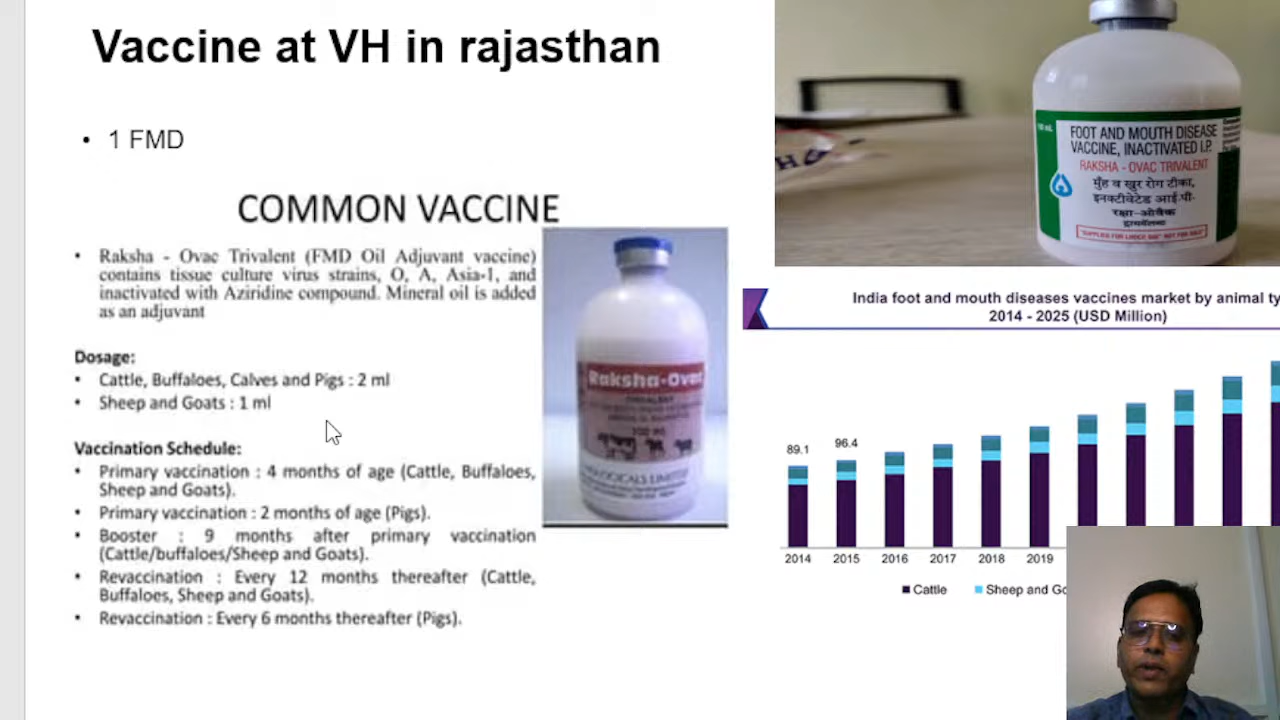 Vaccine at VH in rajasthan
• 1 FMD
COMMON VACCINE
• Raksha - Ovac Trivalent (FMD Oil Adjuvant vaccine)
contains tissue culture virus strains, O, A, Asia-1, and
inactivated with Aziridine compound. Mineral oil is added
as an adjuvant
Dosage:
• Cattle, Buffaloes, Calves and Pigs : 2 ml
• Sheep and Goats : 1 ml
Vaccination Schedule:
• Primary vaccination : 4 months of age (Cattle, Buffaloes,
Sheep and Goats).
• Primary vaccination : 2 months of age (Pigs).
• Booster : 9 months after primary vaccination
(Cattle/buffaloes/Sheep and Goats).
• Revaccination : Every 12 months thereafter (Cattle,
Buffaloes, Sheep and Goats).
• Revaccination : Every 6 months thereafter (Pigs).
Raksha-Ovac
TRIVALENT
100 ml
FOOT AND MOUTH DISEASE
VACCINE, INACTIVATED I.P.
RAKSHA - OVAC TRIVALENT
मुँह व खुर रोग टीका,
इनक्टीवेटेड आई.पी.
रक्षा-ओवैक
India foot and mouth diseases vaccines market by animal ty
2014 - 2025 (USD Million)
89.1
96.4
2014 2015 2016 2017 2018 2019
Cattle Sheep and Go